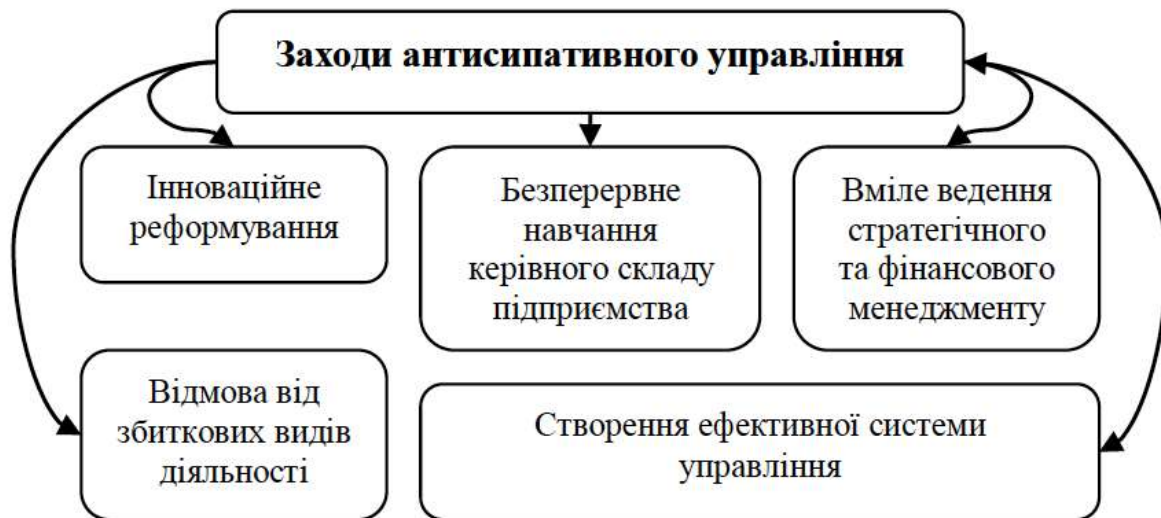 Заходи антисипативного управління
Інноваційне
реформування
Безперервне
навчання
керівного складу
підприємства
Вміле ведення
стратегічного
та фінансового
менеджменту
Відмова від
збиткових видів
діяльності
Створення ефективної системи
управління